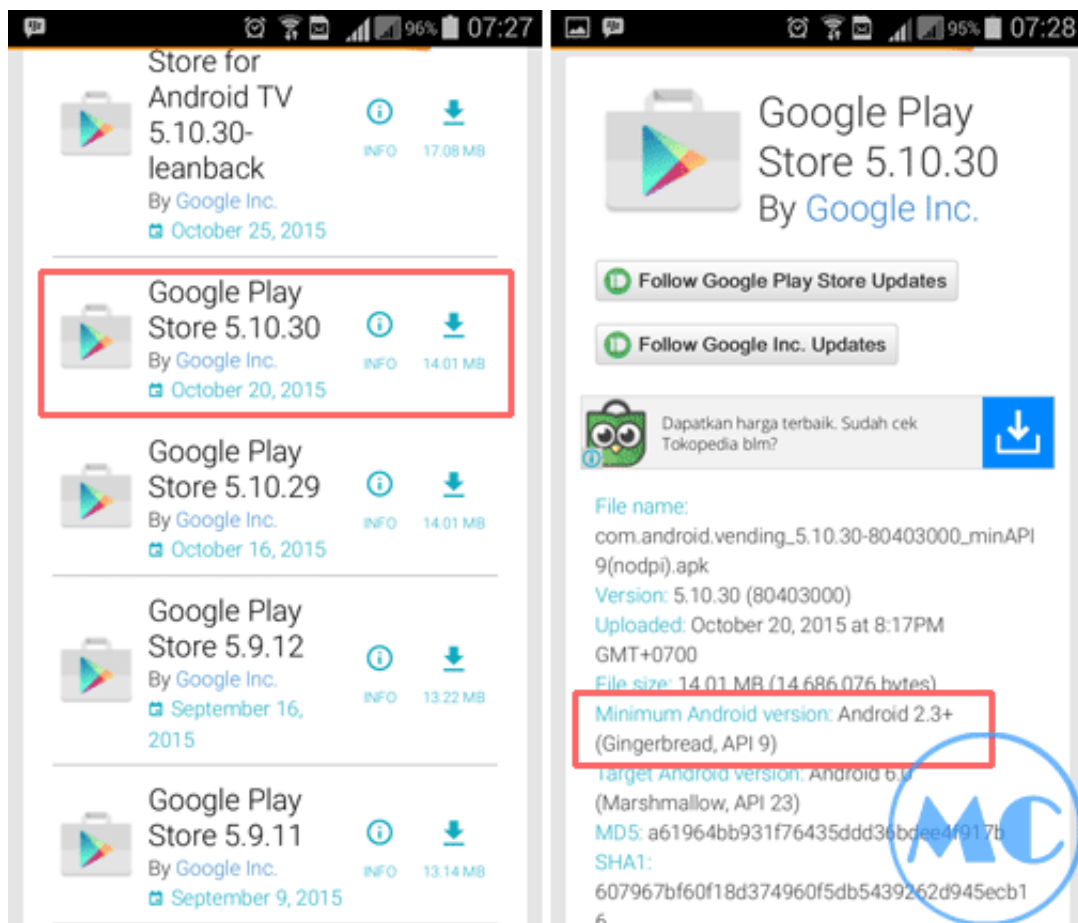 96% 07:27
Store for
Android TV
5.10.30-
leanback
INFO 17.08 MB
By Google Inc.
October 25, 2015
Google Play
Store 5.10.30
INFO 14.01 MB
By Google Inc.
October 20, 2015
Google Play
Store 5.10.29
INFO 14.01 MB
By Google Inc.
October 16, 2015
Google Play
Store 5.9.12
INFO 13.22 MB
By Google Inc.
September 16,
2015
Google Play
Store 5.9.11
INFO 13.14 MB
By Google Inc.
September 9, 2015
95% 07:28
Google Play
Store 5.10.30
By Google Inc.
Follow Google Play Store Updates
Follow Google Inc. Updates
Dapatkan harga terbaik. Sudah cek
Tokopedia blm?
File name:
com.android.vending_5.10.30-80403000_minAPI
9(nodpi).apk
Version: 5.10.30 (80403000)
Uploaded: October 20, 2015 at 8:17PM
GMT+0700
File size: 14.01 MB (14,686,076 bytes)
Minimum Android version: Android 2.3+
(Gingerbread, API 9)
Target Android version: Android 6.0
(Marshmallow, API 23)
MD5: a61964bb931f76435ddd36bdee4f917b
SHA1:
607967bf60f18d374960f5db5439262d945ecb1
6
MC